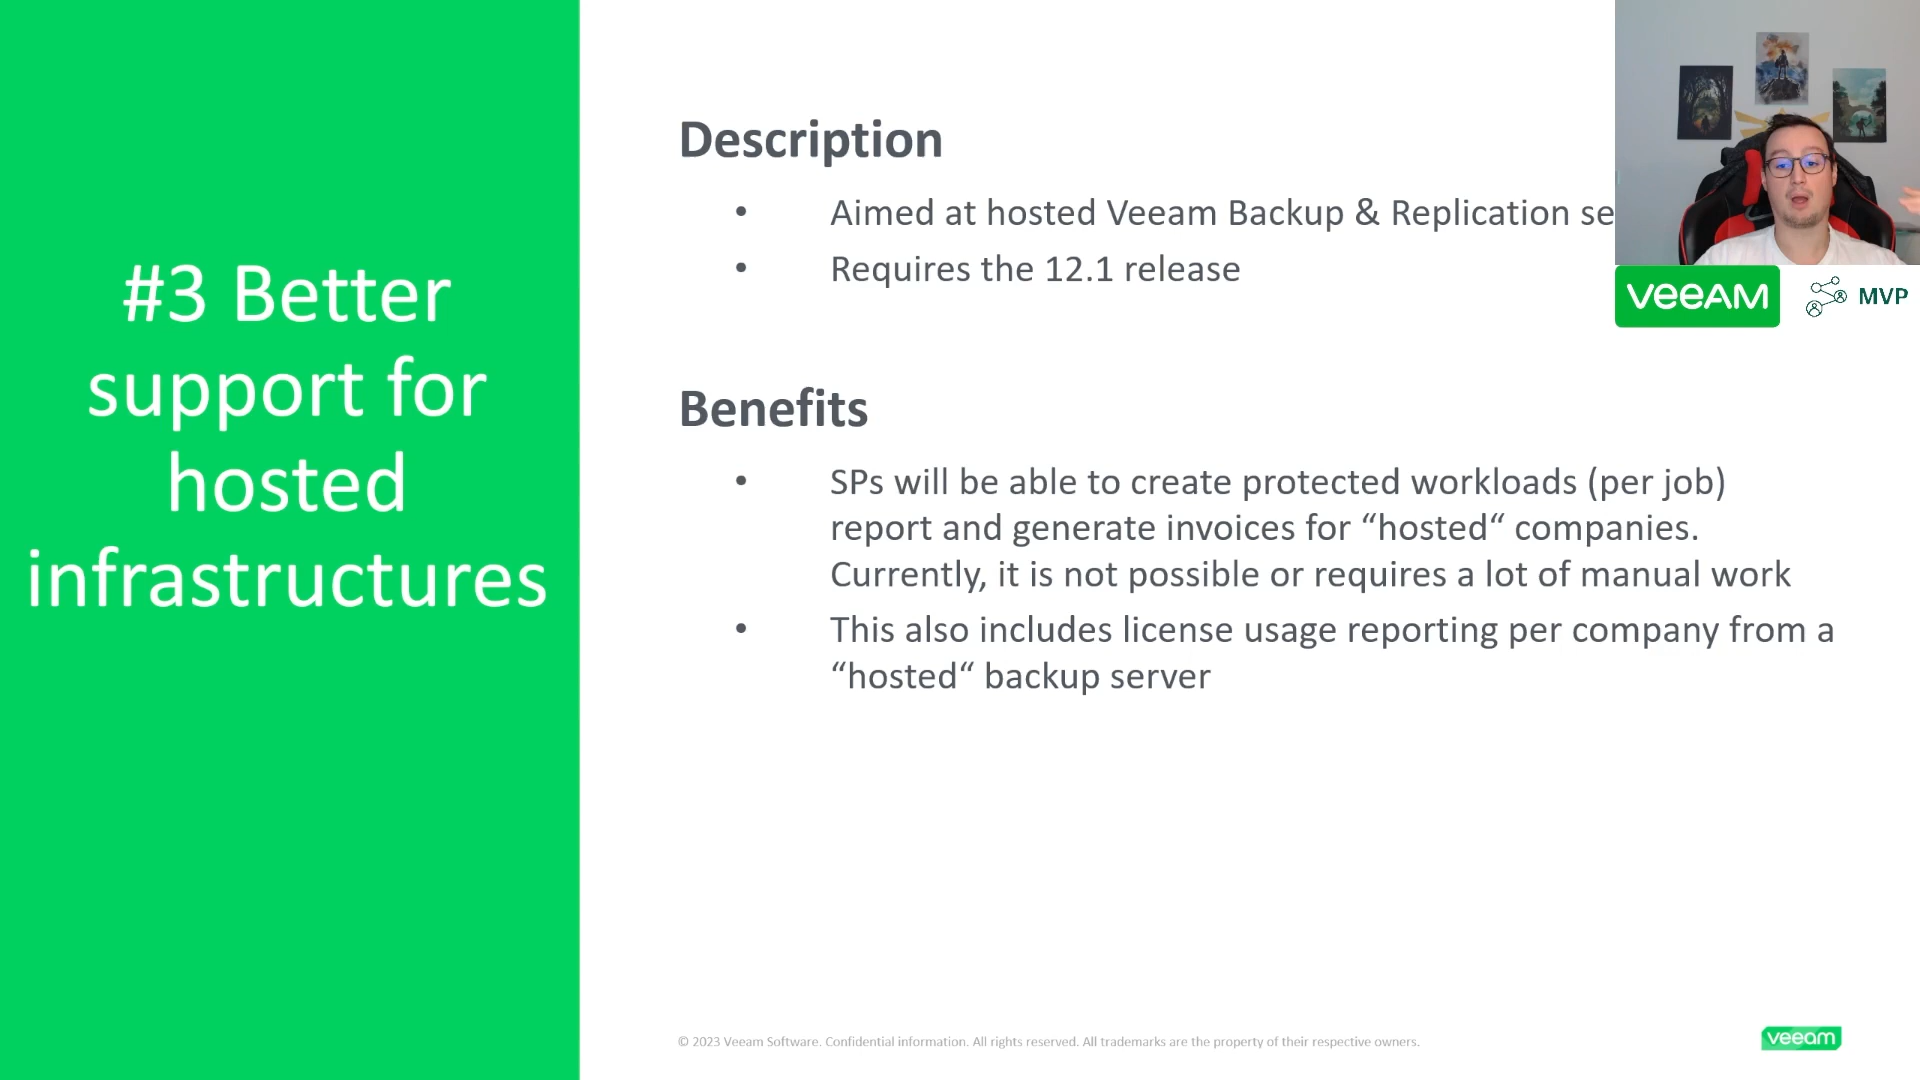 #3 Better
support for
hosted
infrastructures
Description
• Aimed at hosted Veeam Backup & Replication se
• Requires the 12.1 release
Benefits
• SPs will be able to create protected workloads (per job)
report and generate invoices for “hosted“ companies.
Currently, it is not possible or requires a lot of manual work
• This also includes license usage reporting per company from a
“hosted“ backup server
veeAM
MVP
© 2023 Veeam Software. Confidential information. All rights reserved. All trademarks are the property of their respective owners.
veeam